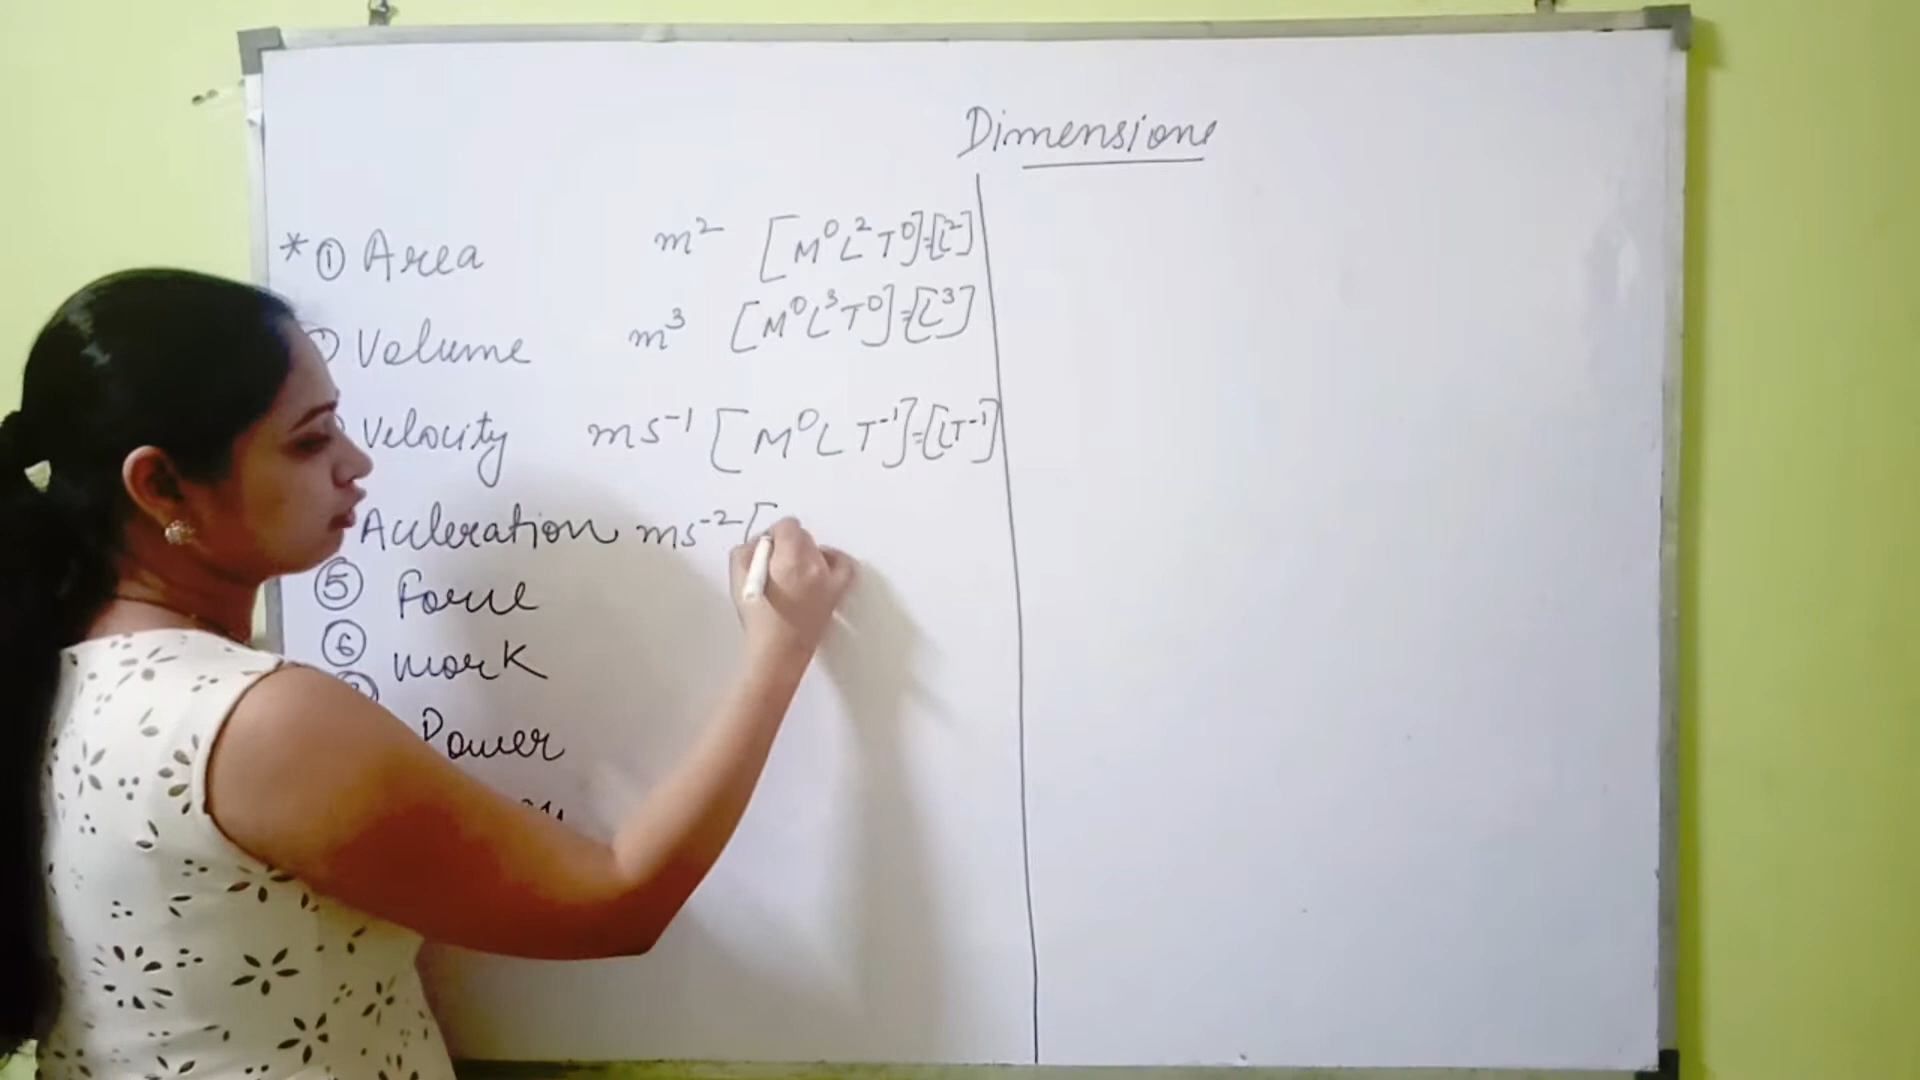 Dimensions
* ① Area m² [M⁰L²T⁰]=[L²]
Volume m³ [M⁰L³T⁰]=[L³]
Velocity ms⁻¹ [M⁰LT⁻¹]=[LT⁻¹]
Accleration ms⁻² [
⑤ Force
⑥ work
Power